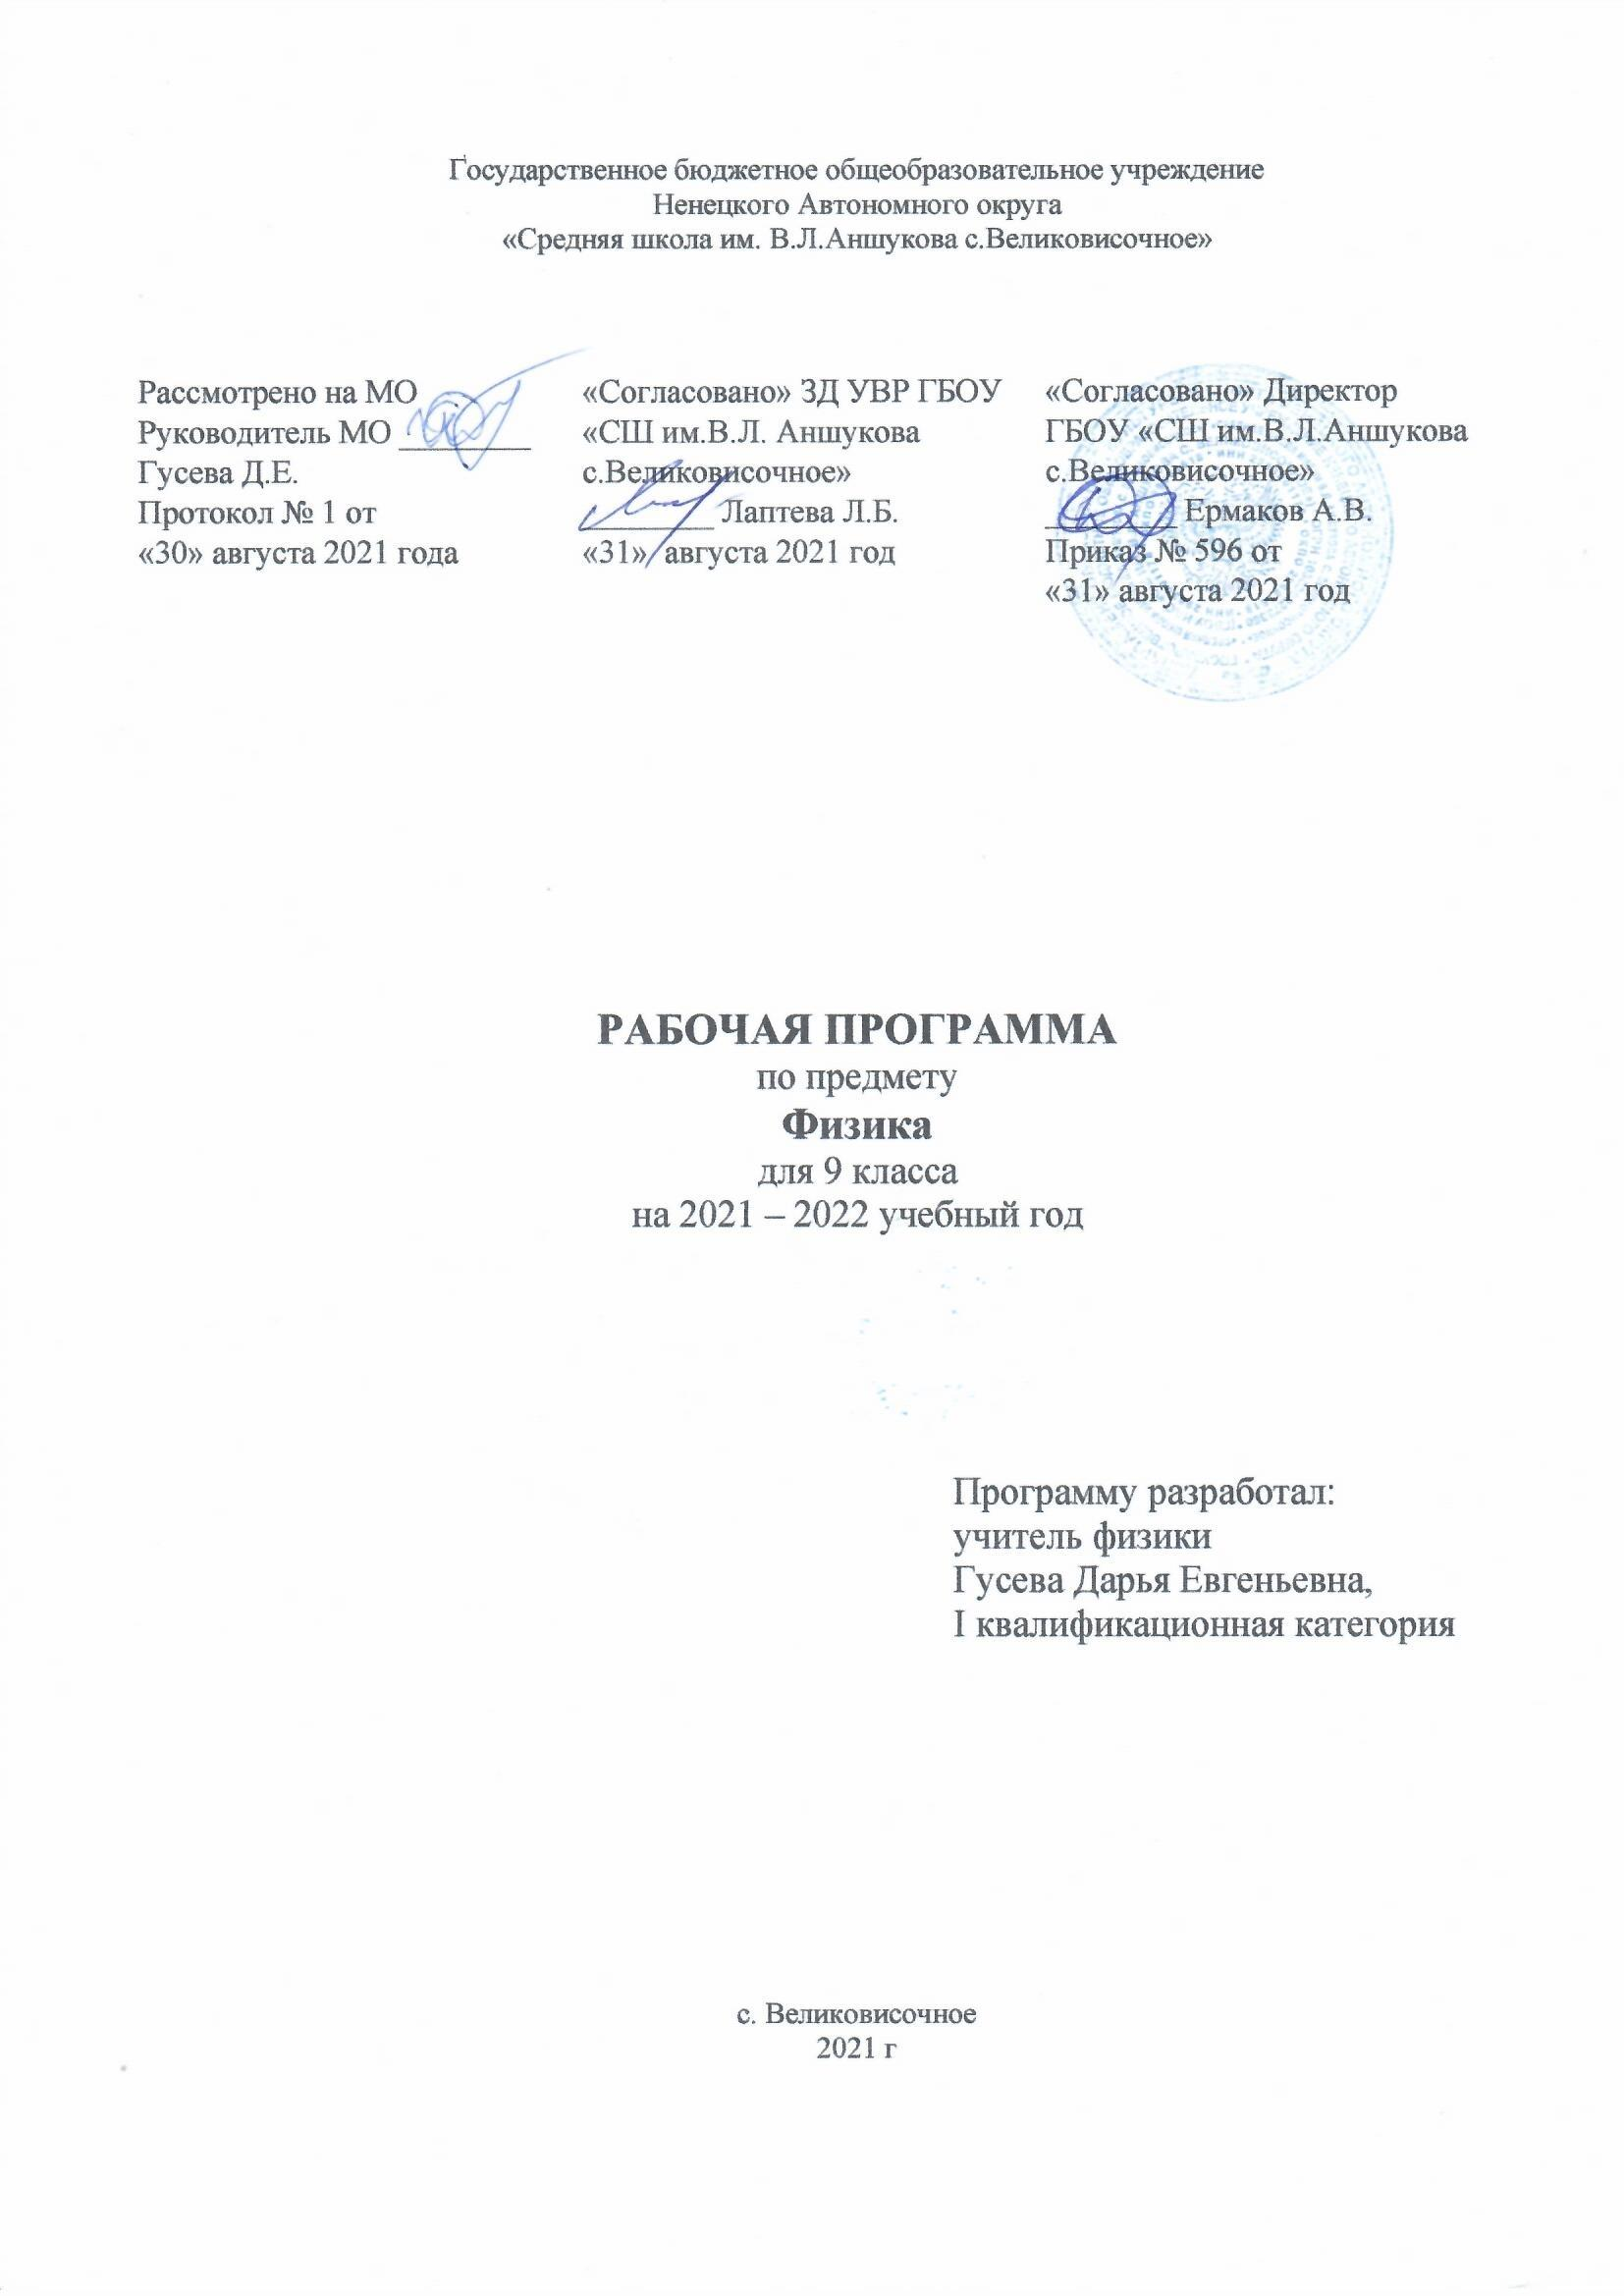 Государственное бюджетное общеобразовательное учреждение
Ненецкого Автономного округа
«Средняя школа им. В.Л.Аншукова с.Великовисочное»
Рассмотрено на МО
Руководитель МО ________
Гусева Д.Е.
Протокол № 1 от
«30» августа 2021 года
«Согласовано» ЗД УВР ГБОУ
«СШ им.В.Л. Аншукова
с.Великовисочное»
________ Лаптева Л.Б.
«31» августа 2021 год
«Согласовано» Директор
ГБОУ «СШ им.В.Л.Аншукова
с.Великовисочное»
________ Ермаков А.В.
Приказ № 596 от
«31» августа 2021 год
РАБОЧАЯ ПРОГРАММА
по предмету
Физика
для 9 класса
на 2021 – 2022 учебный год
Программу разработал:
учитель физики
Гусева Дарья Евгеньевна,
I квалификационная категория
с. Великовисочное
2021 г